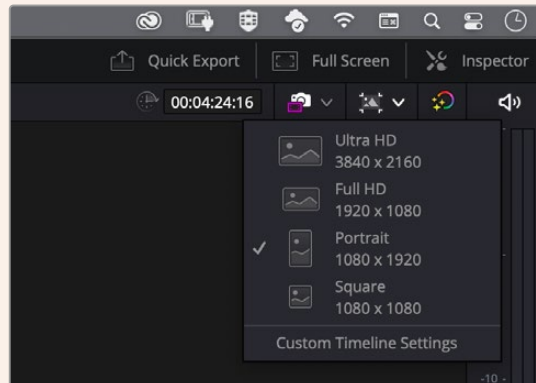 Quick Export
Full Screen
Inspector
00:04:24:16
Ultra HD
3840 x 2160
Full HD
1920 x 1080
Portrait
1080 x 1920
Square
1080 x 1080
Custom Timeline Settings
-10